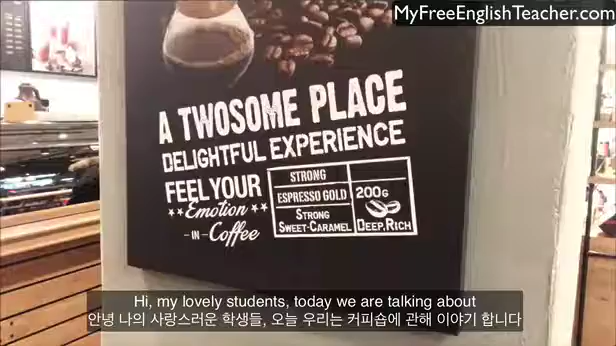 MyFreeEnglishTeacher.com
A TWOSOME PLACE
DELIGHTFUL EXPERIENCE
FEEL YOUR
Emotion
-IN-
Coffee
STRONG
ESPRESSO GOLD
200G
STRONG
SWEET-CARAMEL
DEEP.RICH
Hi, my lovely students, today we are talking about
안녕 나의 사랑스러운 학생들, 오늘 우리는 커피숍에 관해 이야기 합니다